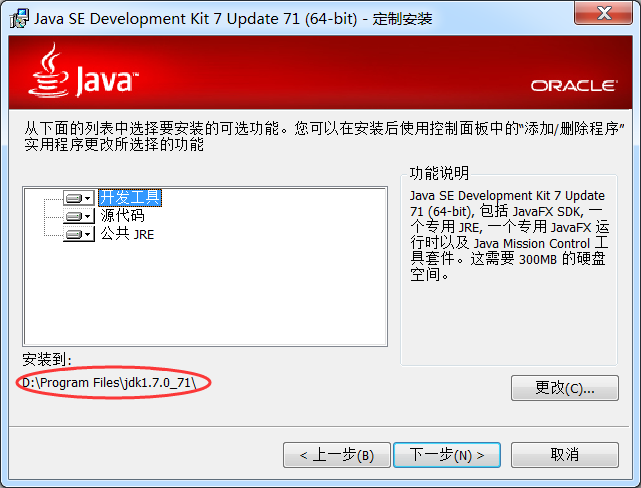 Java SE Development Kit 7 Update 71 (64-bit) - 定制安装
Java™
ORACLE
从下面的列表中选择要安装的可选功能。您可以在安装后使用控制面板中的“添加/删除程序”
实用程序更改所选择的功能
开发工具
源代码
公共 JRE
功能说明
Java SE Development Kit 7 Update
71 (64-bit), 包括 JavaFX SDK, 一
个专用 JRE, 一个专用 JavaFX 运
行时以及 Java Mission Control 工
具套件。这需要 300MB 的硬盘
空间。
安装到:
D:\Program Files\jdk1.7.0_71\
更改(C)...
< 上一步(B)
下一步(N) >
取消